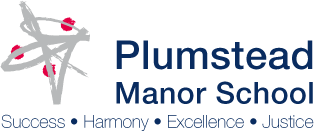 Plumstead
Manor School
Success • Harmony • Excellence • Justice